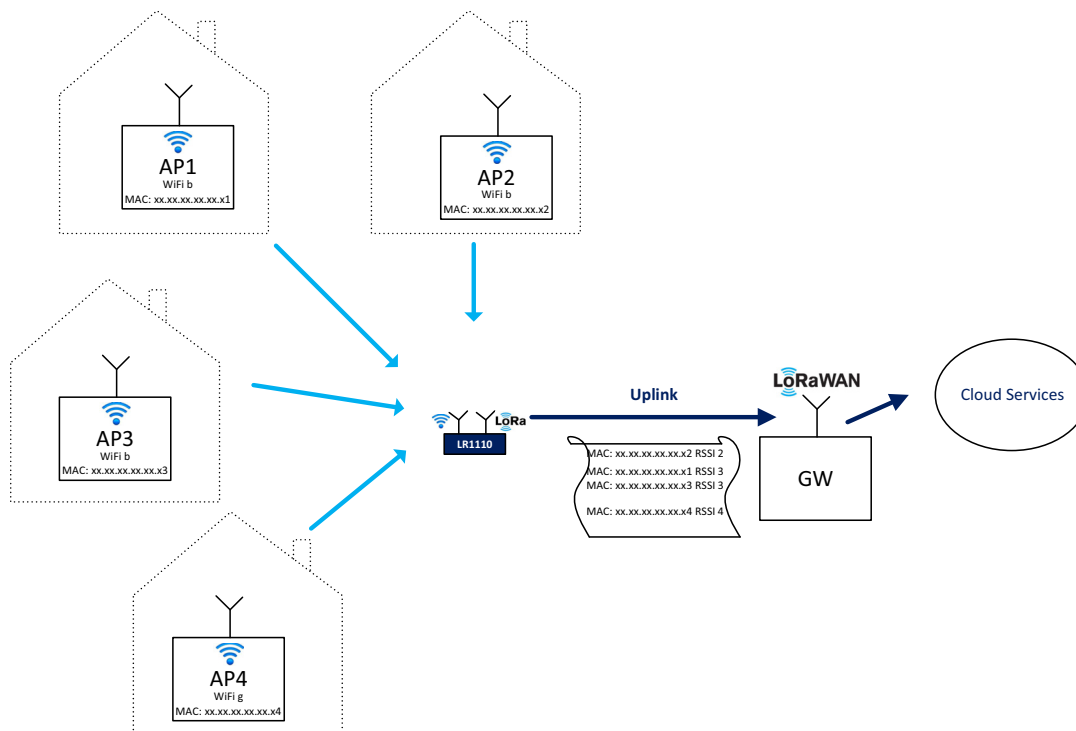 AP1
WiFi b
MAC: xx.xx.xx.xx.xx.x1
AP2
WiFi b
MAC: xx.xx.xx.xx.xx.x2
AP3
WiFi b
MAC: xx.xx.xx.xx.xx.x3
AP4
WiFi g
MAC: xx.xx.xx.xx.xx.x4
LoRa
LR1110
Uplink
MAC: xx.xx.xx.xx.xx.x2 RSSI 2
MAC: xx.xx.xx.xx.xx.x1 RSSI 3
MAC: xx.xx.xx.xx.xx.x3 RSSI 3
MAC: xx.xx.xx.xx.xx.x4 RSSI 4
LoRaWAN
GW
Cloud Services